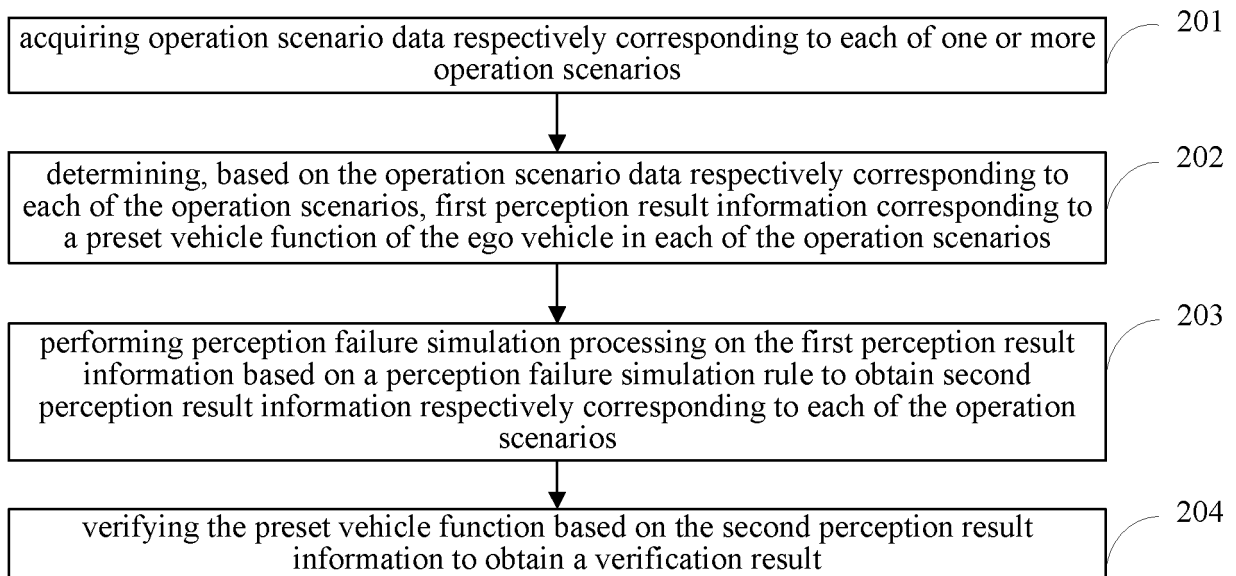 acquiring operation scenario data respectively corresponding to each of one or more
operation scenarios
201
determining, based on the operation scenario data respectively corresponding to
each of the operation scenarios, first perception result information corresponding to
a preset vehicle function of the ego vehicle in each of the operation scenarios
202
performing perception failure simulation processing on the first perception result
information based on a perception failure simulation rule to obtain second
perception result information respectively corresponding to each of the operation
scenarios
203
verifying the preset vehicle function based on the second perception result
information to obtain a verification result
204